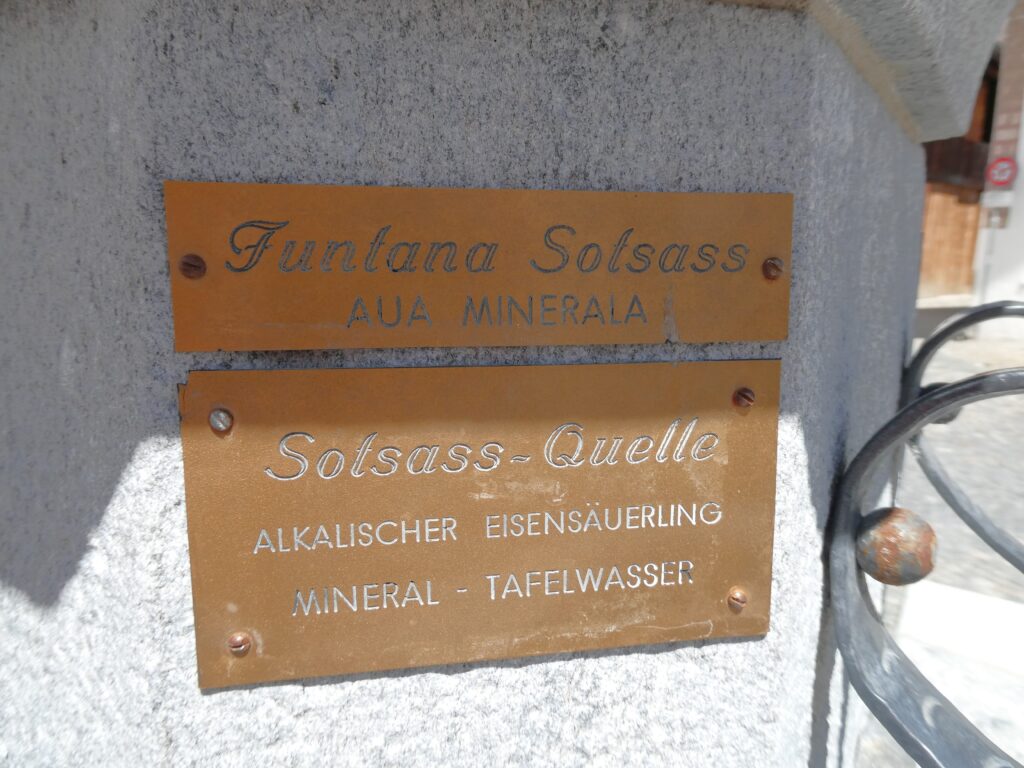 Funtana Sotsass
AUA MINERALA
Sotsass-Quelle
ALKALISCHER EISENSÄUERLING
MINERAL - TAFELWASSER